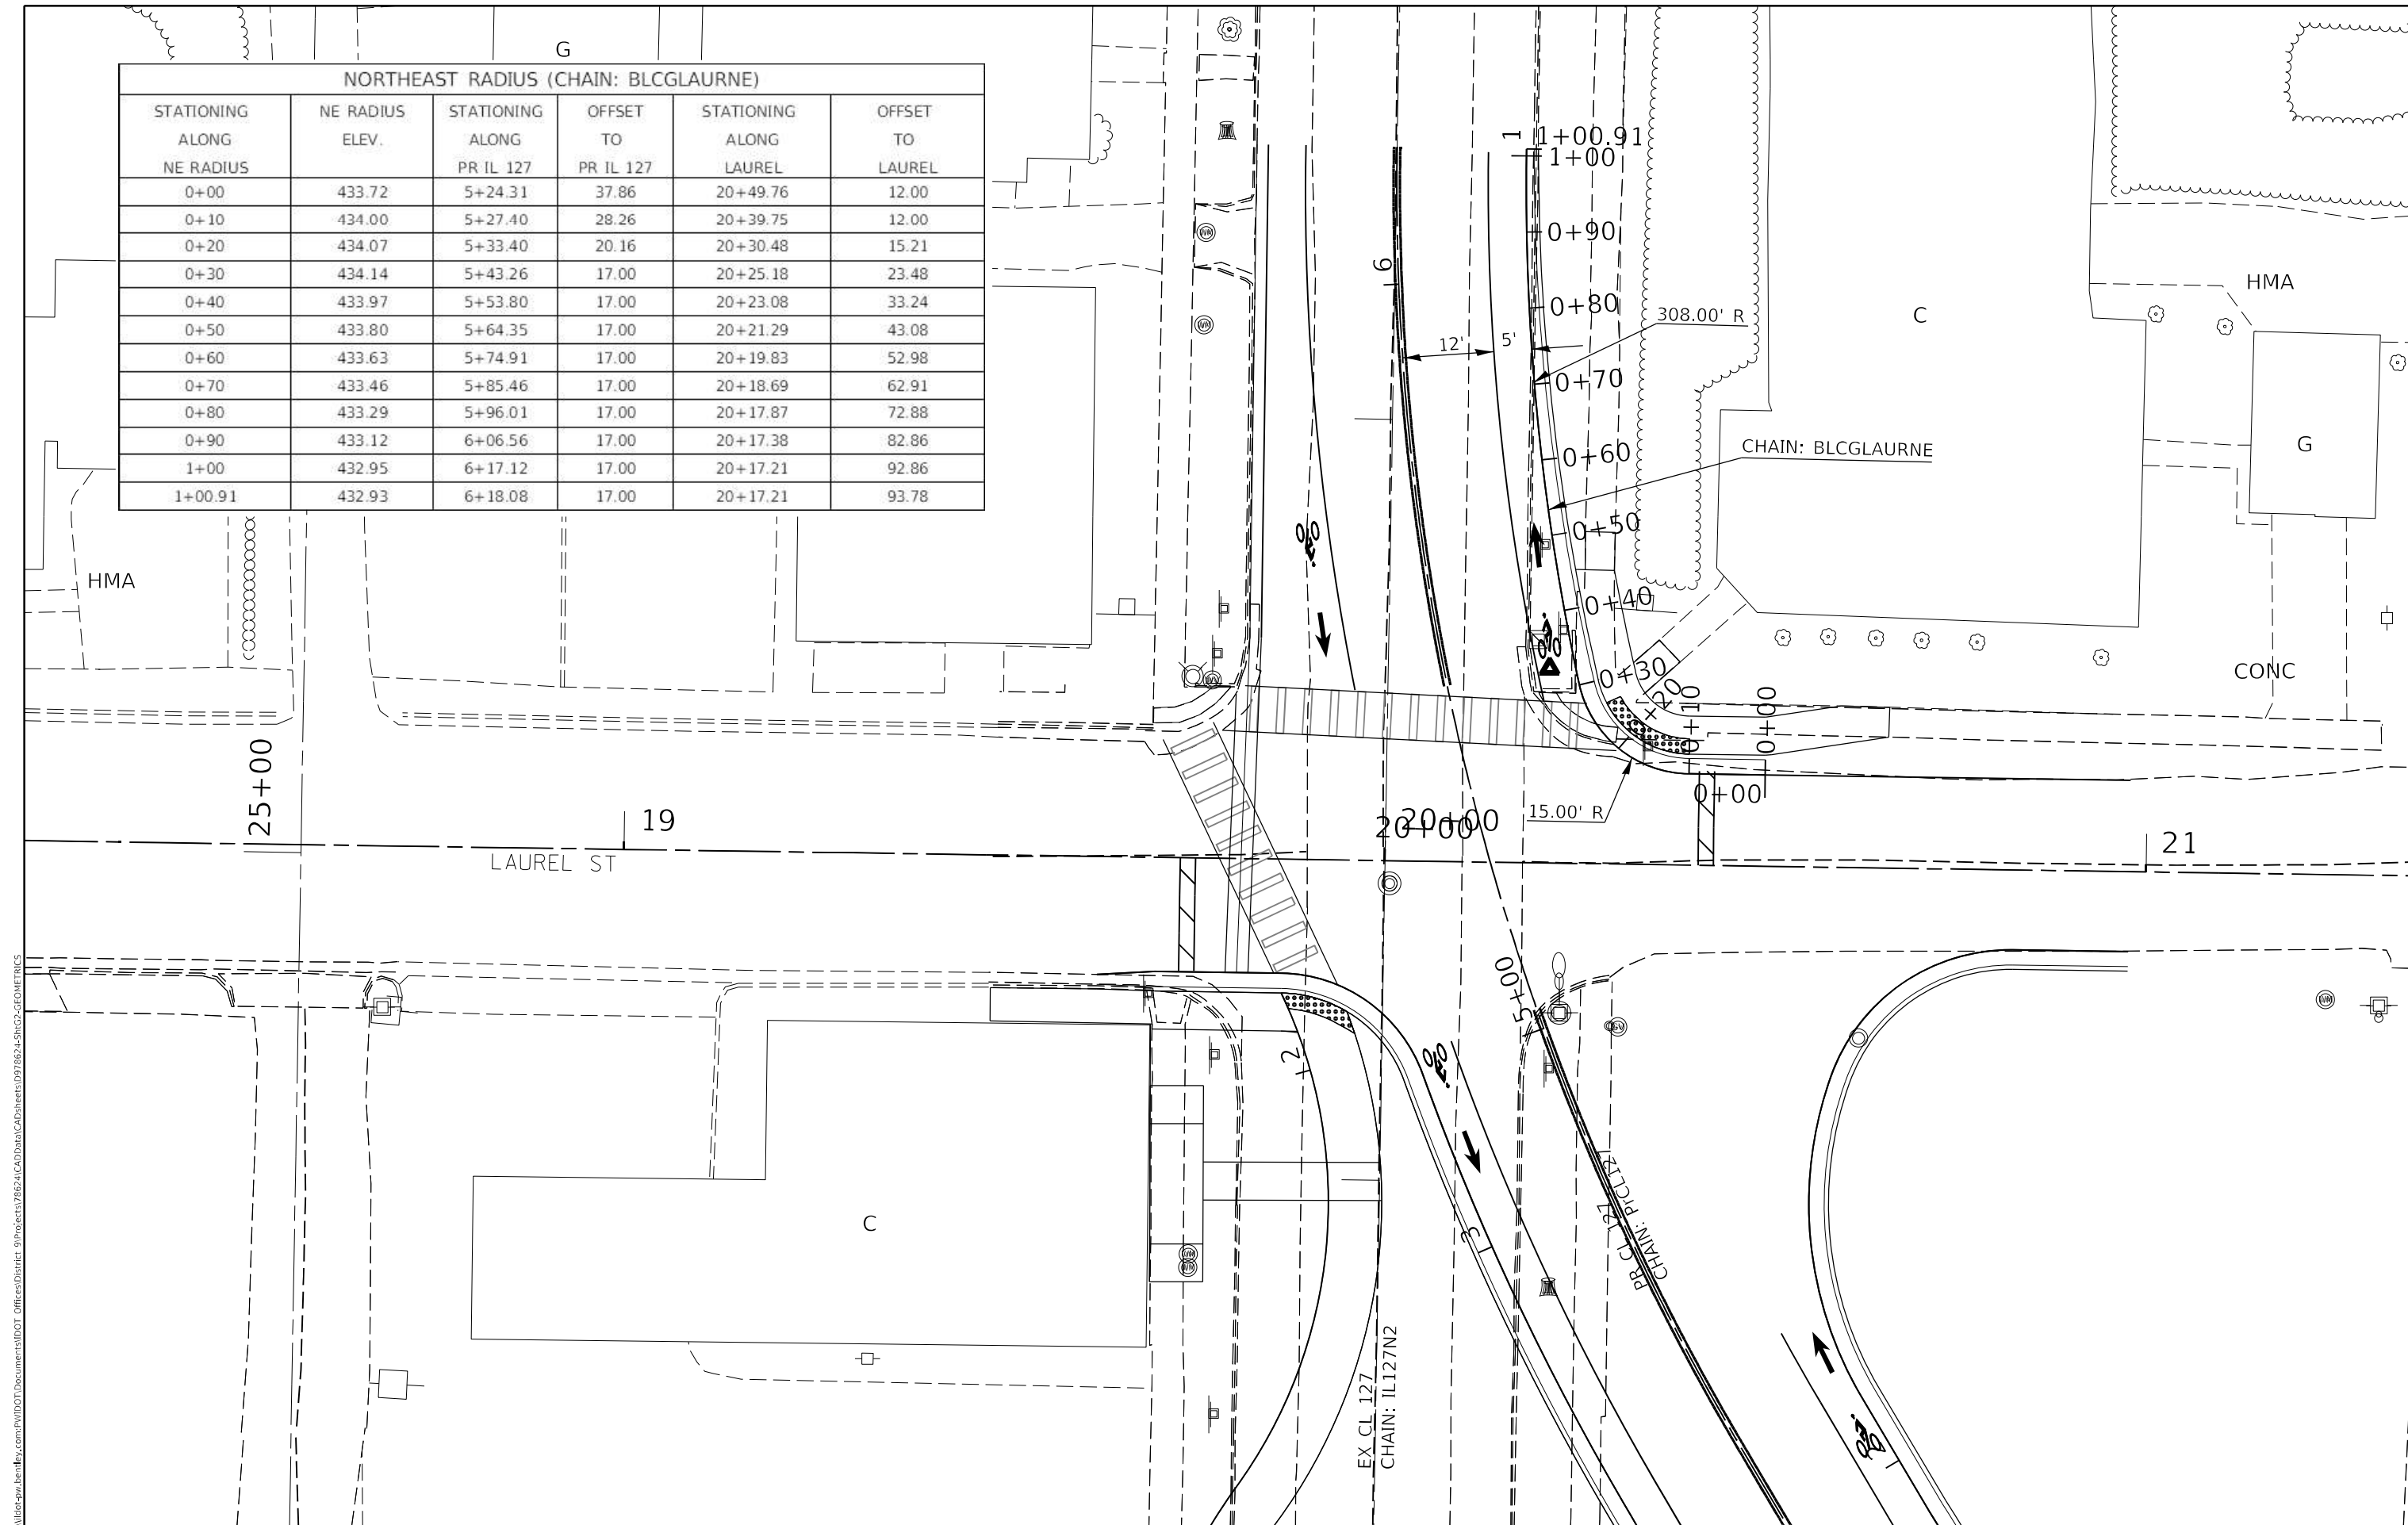 G
NORTHEAST RADIUS (CHAIN: BLCGLAURNE)
STATIONING ALONG NE RADIUS | NE RADIUS ELEV. | STATIONING ALONG PR IL 127 | OFFSET TO PR IL 127 | STATIONING ALONG LAUREL | OFFSET TO LAUREL
0+00 433.72 5+24.31 37.86 20+49.76 12.00
0+10 434.00 5+27.40 28.26 20+39.75 12.00
0+20 434.07 5+33.40 20.16 20+30.48 15.21
0+30 434.14 5+43.26 17.00 20+25.18 23.48
0+40 433.97 5+53.80 17.00 20+23.08 33.24
0+50 433.80 5+64.35 17.00 20+21.29 43.08
0+60 433.63 5+74.91 17.00 20+19.83 52.98
0+70 433.46 5+85.46 17.00 20+18.69 62.91
0+80 433.29 5+96.01 17.00 20+17.87 72.88
0+90 433.12 6+06.56 17.00 20+17.38 82.86
1+00 432.95 6+17.12 17.00 20+17.21 92.86
1+00.91 432.93 6+18.08 17.00 20+17.21 93.78
1
1+00.91
1+00
0+90
6
0+80
308.00' R
12'
5'
0+70
C
HMA
G
CHAIN: BLCGLAURNE
0+60
0+50
0+40
0+30
+20
0+10
0+00
0+00
HMA
CONC
25+00
19
LAUREL ST
20+00
20+00
15.00' R
21
5+00
2
3
C
PR CL 127
CHAIN: PrCL127
EX CL 127
CHAIN: IL127N2